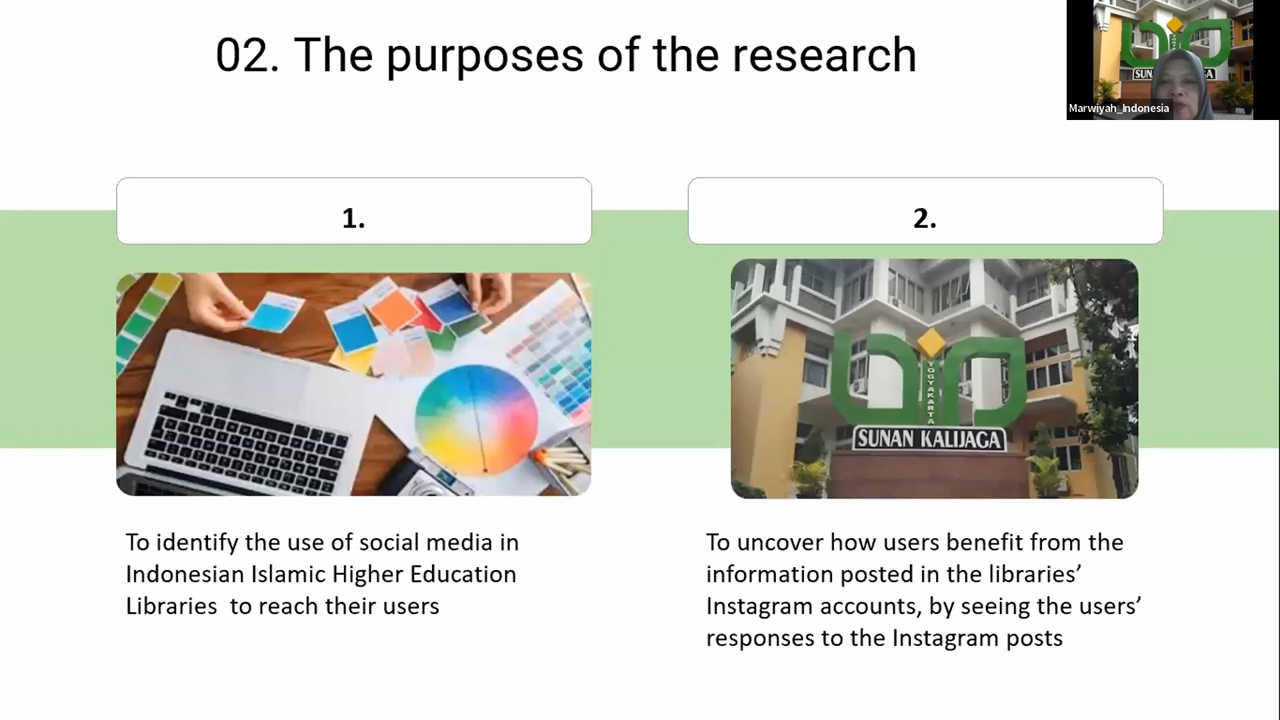 02. The purposes of the research
Marwiyah_Indonesia
1.
2.
YOGYAKARTA
SUNAN KALIJAGA
To identify the use of social media in
Indonesian Islamic Higher Education
Libraries  to reach their users
To uncover how users benefit from the
information posted in the libraries’
Instagram accounts, by seeing the users’
responses to the Instagram posts